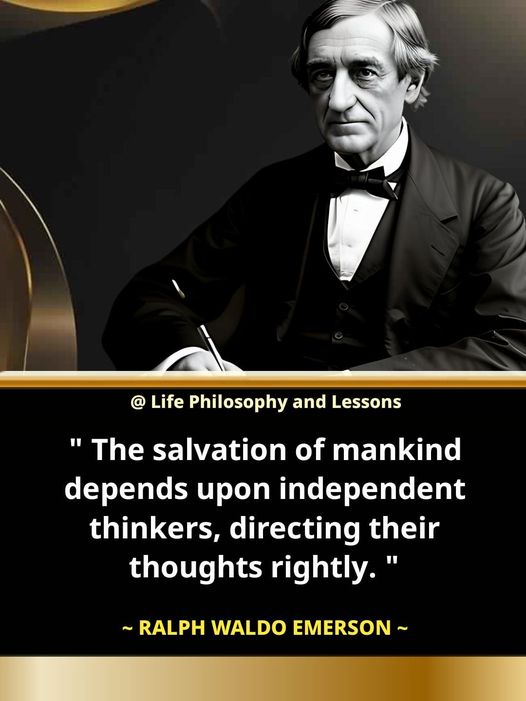 @ Life Philosophy and Lessons
" The salvation of mankind
depends upon independent
thinkers, directing their
thoughts rightly. "
~ RALPH WALDO EMERSON ~